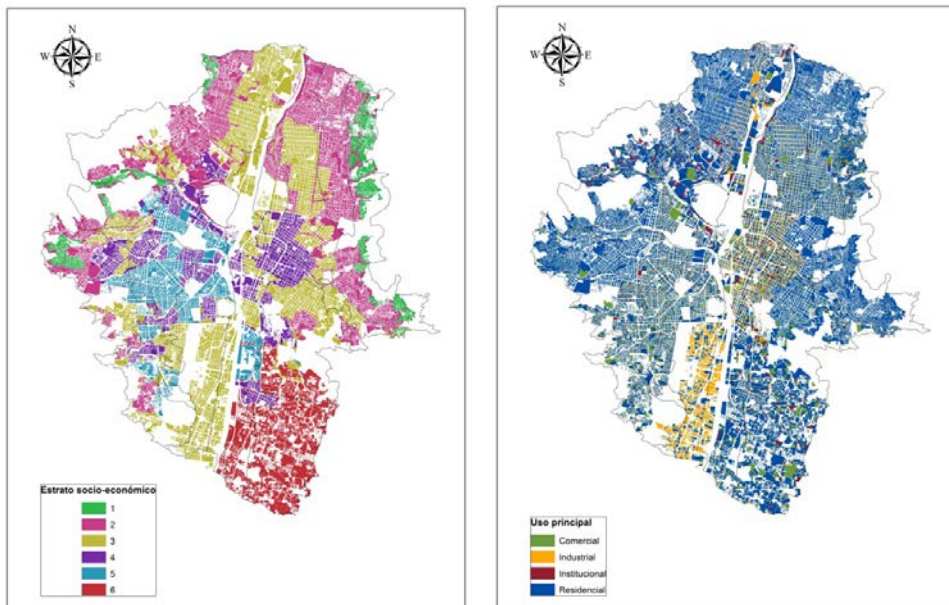 N
W E
S
Estrato socio-económico
1
2
3
4
5
6
N
W E
S
Uso principal
Comercial
Industrial
Institucional
Residencial